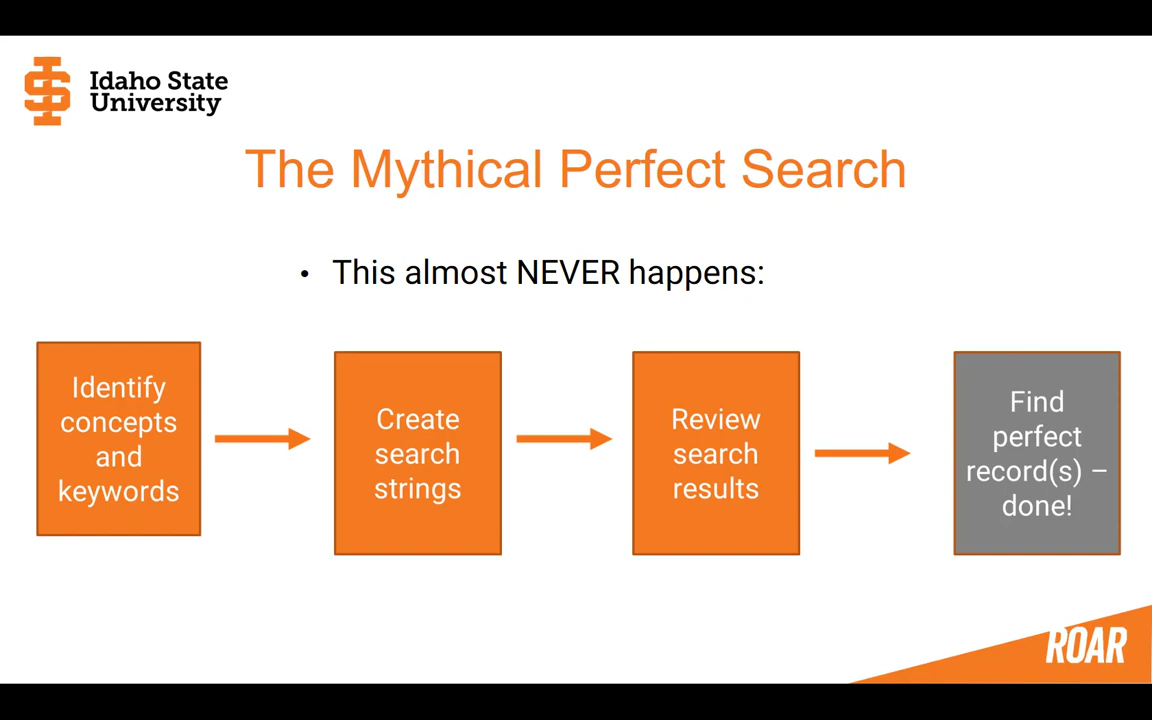 Idaho State
University
The Mythical Perfect Search
• This almost NEVER happens:
Identify
concepts
and
keywords
Create
search
strings
Review
search
results
Find
perfect
record(s) –
done!
ROAR